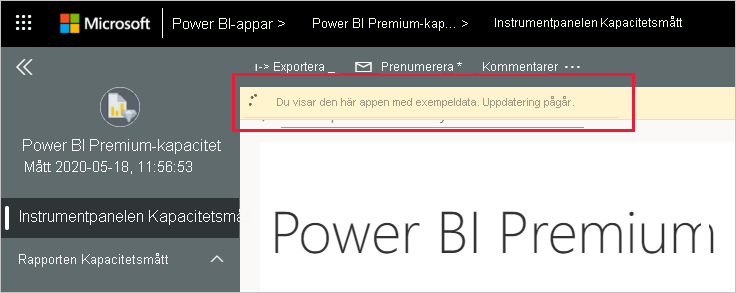 Microsoft Power BI-appar > Power BI Premium-kap... > Instrumentpanelen Kapacitetsmått
|-> Exportera _ Prenumerera * Kommentarer ...
Du visar den här appen med exempeldata. Uppdatering pågår.
Power BI Premium-kapacitet
Mått 2020-05-18, 11:56:53
Instrumentpanelen Kapacitetsmå
Rapporten Kapacitetsmått
Power BI Premium